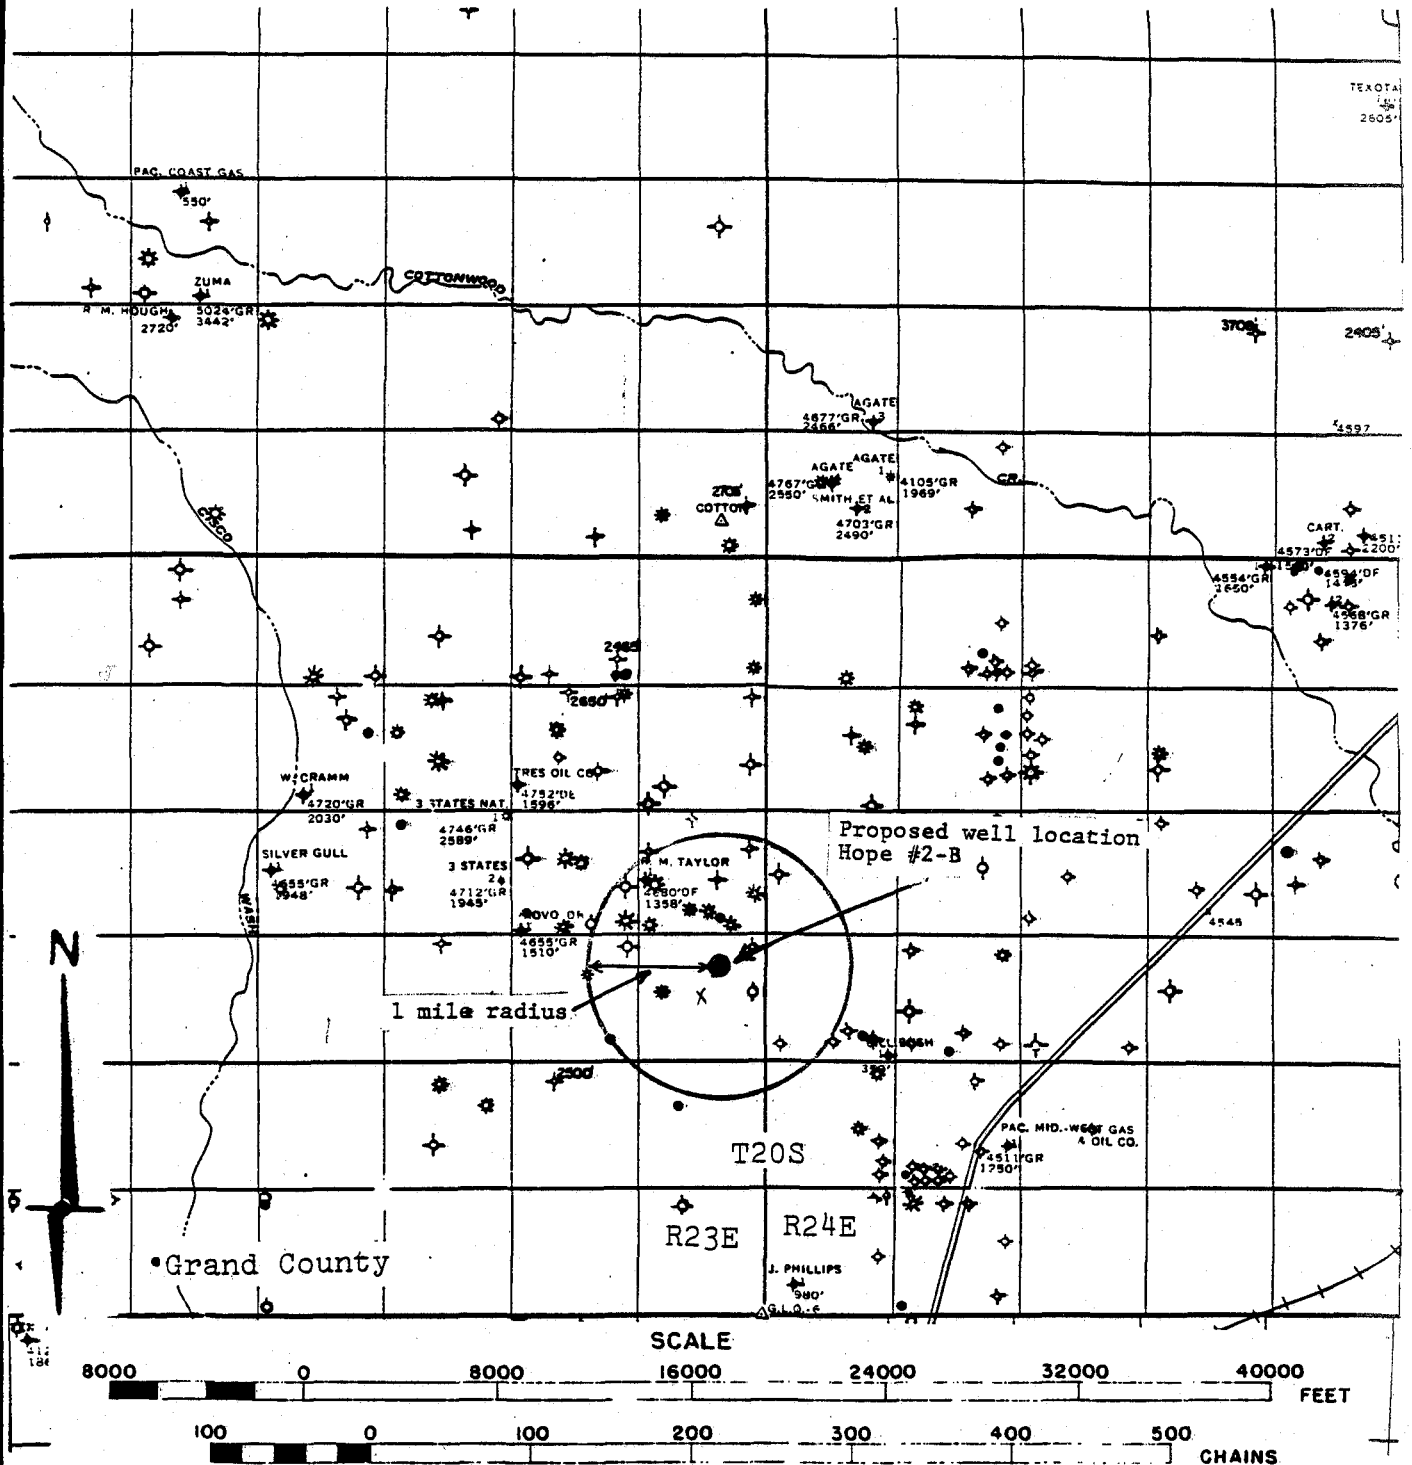 TEXOTA
2605'
PAC. COAST GAS
550'
COTTONWOOD
ZUMA
R. M. HOUGH
5024'GR
2720'
3442'
3705'
2405'
AGATE
3
4677'GR
2466'
4597
AGATE
1
AGATE
CR.
4767'G
4105'GR
2550'
1969'
2705'
COTTON
SMITH ET AL
4703'GR
2490'
CISCO
CART.
4573'DF
2200'
4554'GR
4594'DF
1650'
4568'GR
1376'
2465'
2650'
TRES OIL CO
W. CRAMM
4752'DF
4720'GR
3 STATES NAT.
1596'
2030'
1
4746'GR
2589'
Proposed well location
Hope #2-B
SILVER GULL
3 STATES
2
M. TAYLOR
4712'GR
4680'DF
1948'
1945'
1358'
WASH
4655'GR
1510'
4545
N
1 mile radius
2500'
PAC. MID.-WEST GAS
& OIL CO.
4511'GR
1750'
T20S
R23E
R24E
Grand County
J. PHILLIPS
980'
G.L.O.-6
SCALE
8000 0 8000 16000 24000 32000 40000
FEET
100 0 100 200 300 400 500
CHAINS